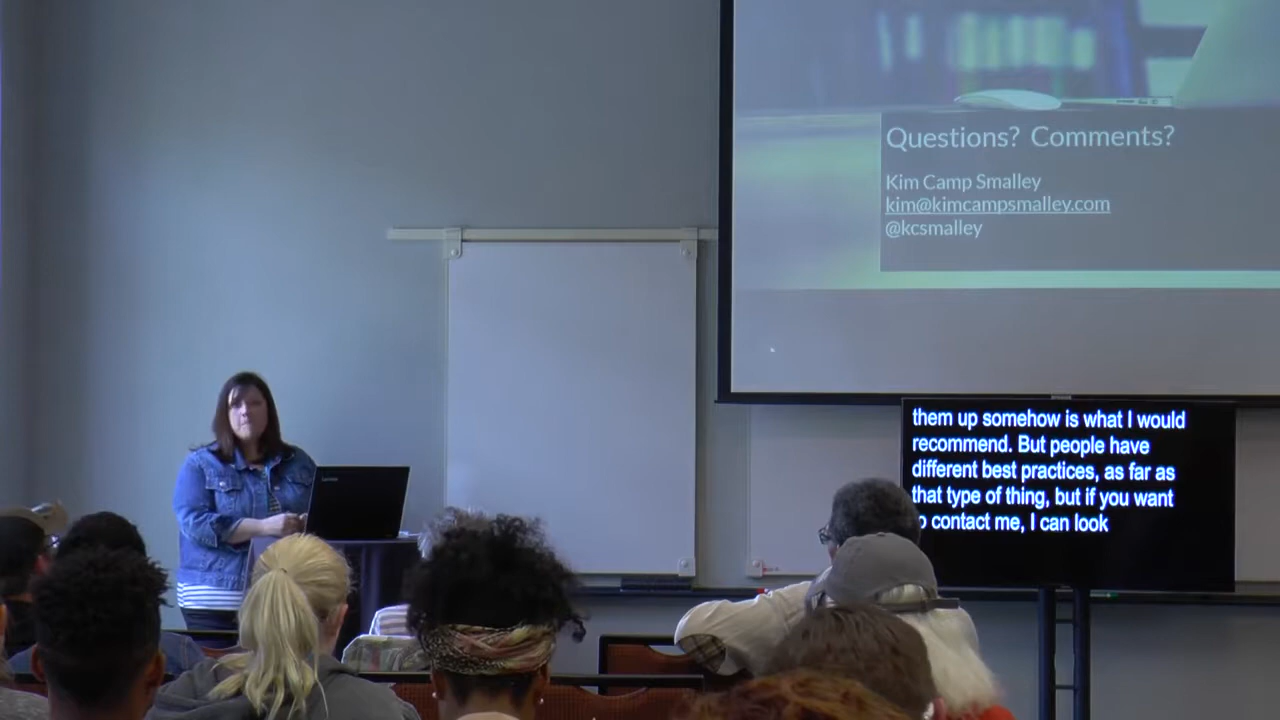 Questions? Comments?
Kim Camp Smalley
kim@kimcampsmalley.com
@kcsmalley
them up somehow is what I would
recommend. But people have
different best practices, as far as
that type of thing, but if you want
o contact me, I can look
Lenovo